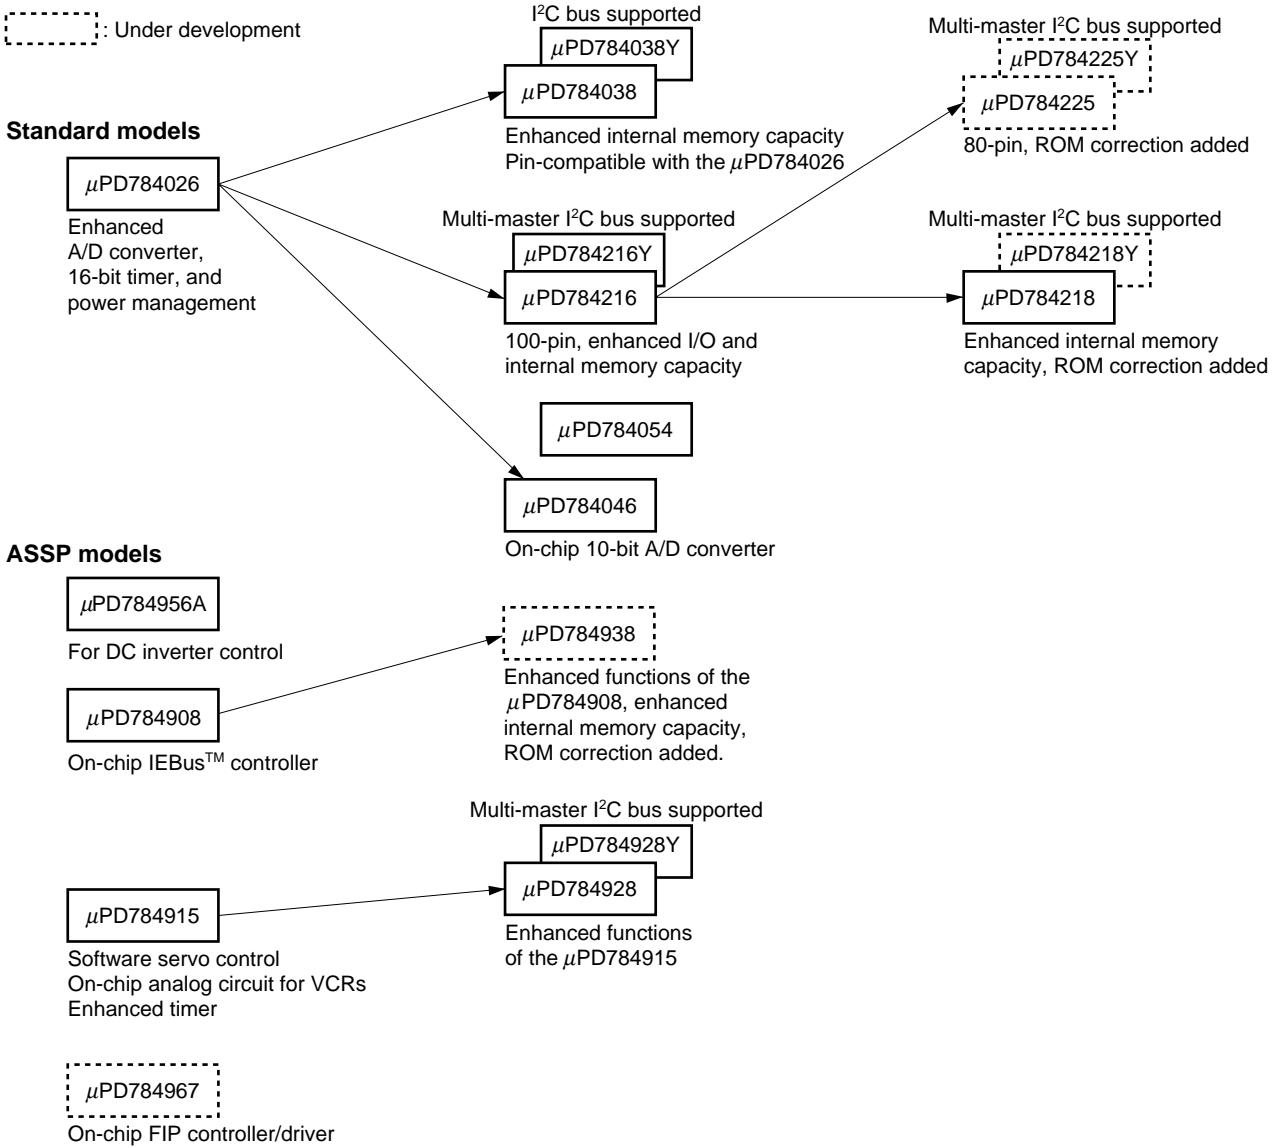 : Under development
I²C bus supported
μPD784038Y
μPD784038
Enhanced internal memory capacity
Pin-compatible with the μPD784026
Multi-master I²C bus supported
μPD784225Y
μPD784225
80-pin, ROM correction added
Standard models
μPD784026
Enhanced
A/D converter,
16-bit timer, and
power management
Multi-master I²C bus supported
μPD784216Y
μPD784216
100-pin, enhanced I/O and
internal memory capacity
Multi-master I²C bus supported
μPD784218Y
μPD784218
Enhanced internal memory
capacity, ROM correction added
μPD784054
μPD784046
On-chip 10-bit A/D converter
ASSP models
μPD784956A
For DC inverter control
μPD784908
On-chip IEBus™ controller
μPD784938
Enhanced functions of the
μPD784908, enhanced
internal memory capacity,
ROM correction added.
Multi-master I²C bus supported
μPD784928Y
μPD784928
Enhanced functions
of the μPD784915
μPD784915
Software servo control
On-chip analog circuit for VCRs
Enhanced timer
μPD784967
On-chip FIP controller/driver